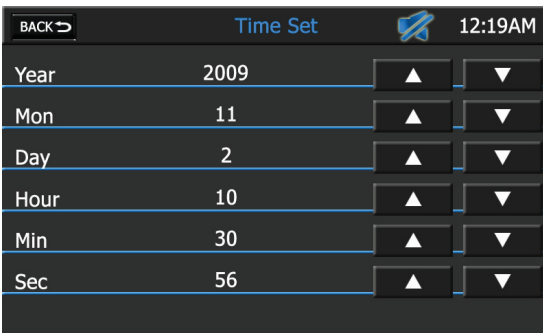 BACK Time Set 12:19AM
Year 2009
Mon 11
Day 2
Hour 10
Min 30
Sec 56